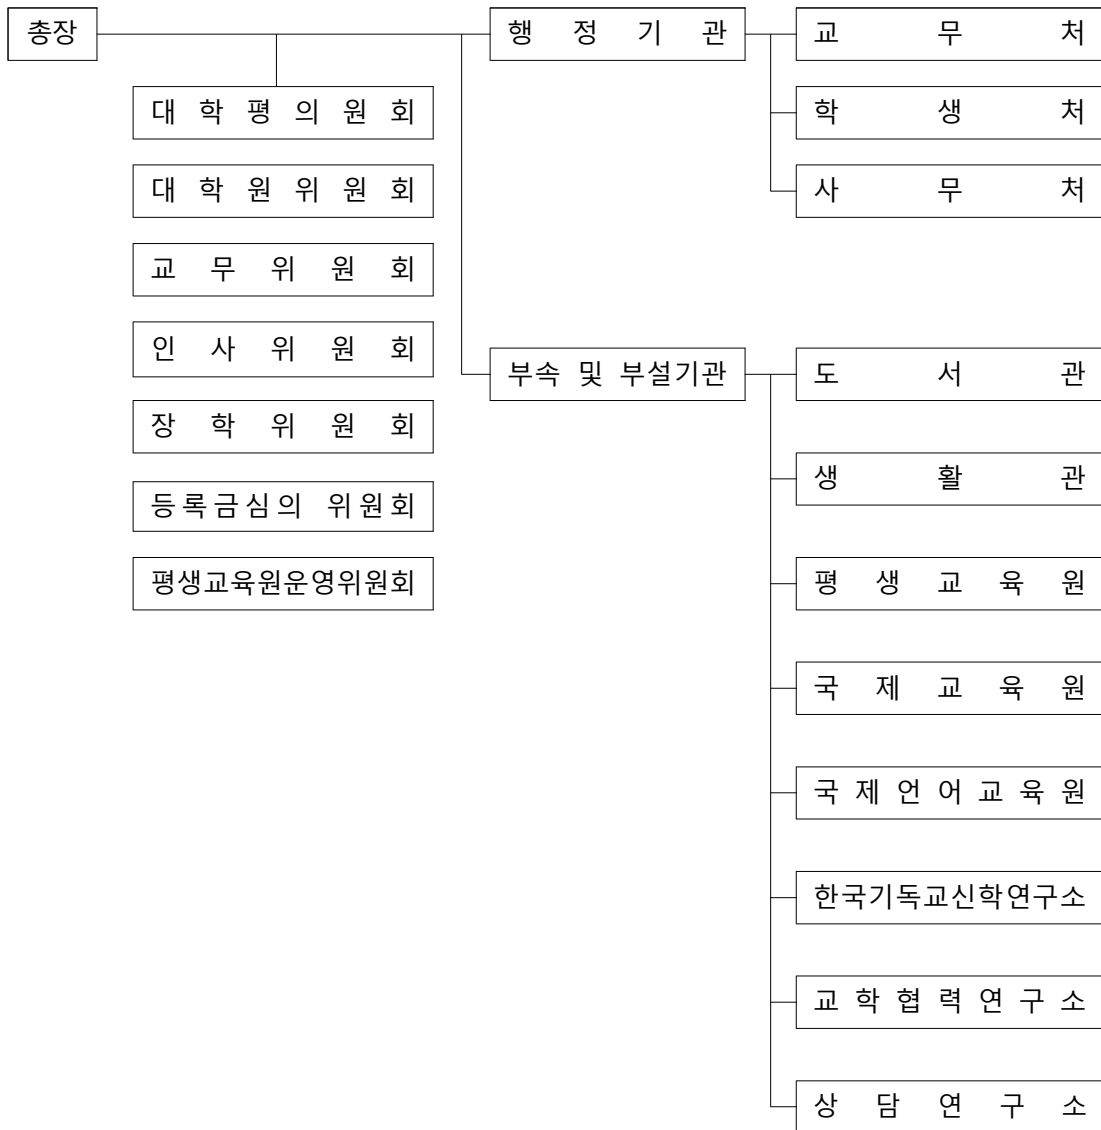 총장
행 정 기 관
교 무 처
대 학 평 의 원 회
학 생 처
대 학 원 위 원 회
사 무 처
교 무 위 원 회
인 사 위 원 회
부속 및 부설기관
도 서 관
장 학 위 원 회
생 활 관
등록금심의 위원회
평생교육원운영위원회
평 생 교 육 원
국 제 교 육 원
국 제 언 어 교 육 원
한국기독교신학연구소
교 학 협 력 연 구 소
상 담 연 구 소